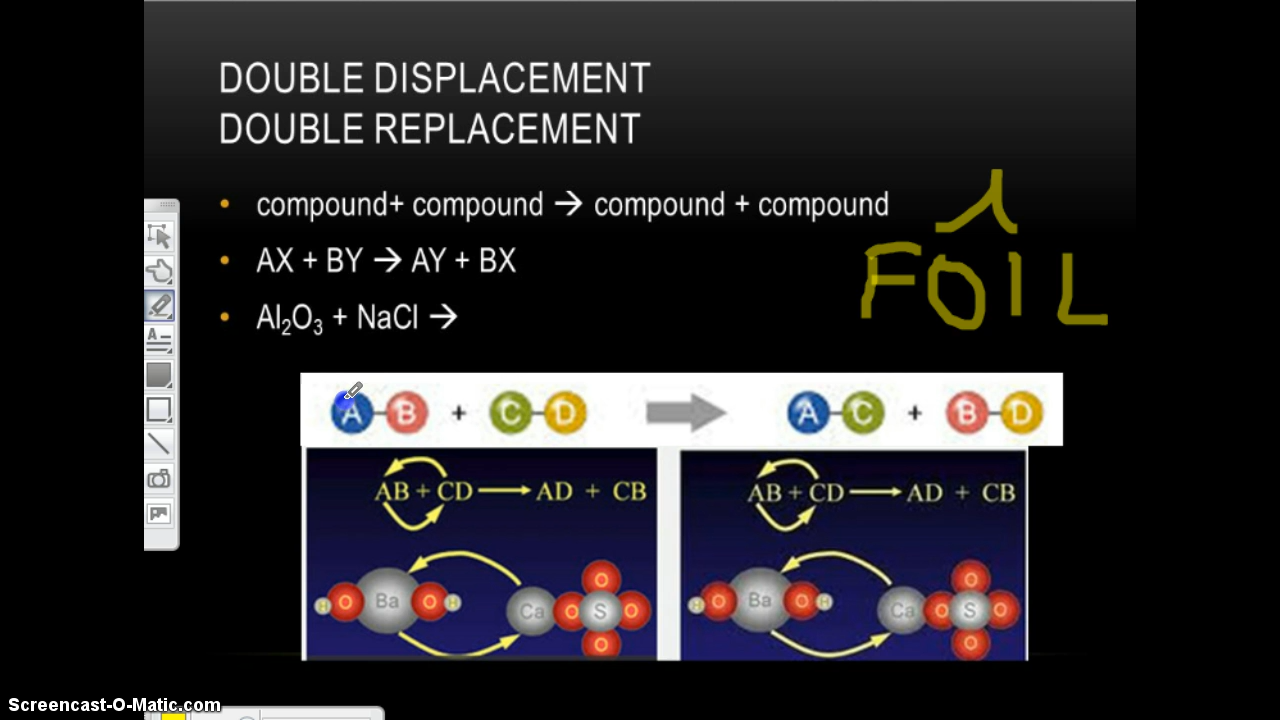 DOUBLE DISPLACEMENT
DOUBLE REPLACEMENT
• compound+ compound → compound + compound
• AX + BY → AY + BX
• Al₂O₃ + NaCl →
FOIL
A-B + C-D A-C + B-D
AB + CD → AD + CB
H O Ba O H Ca O S O O O
AB + CD → AD + CB
H O Ba O H Ca O S O O O
A
Screencast-O-Matic.com